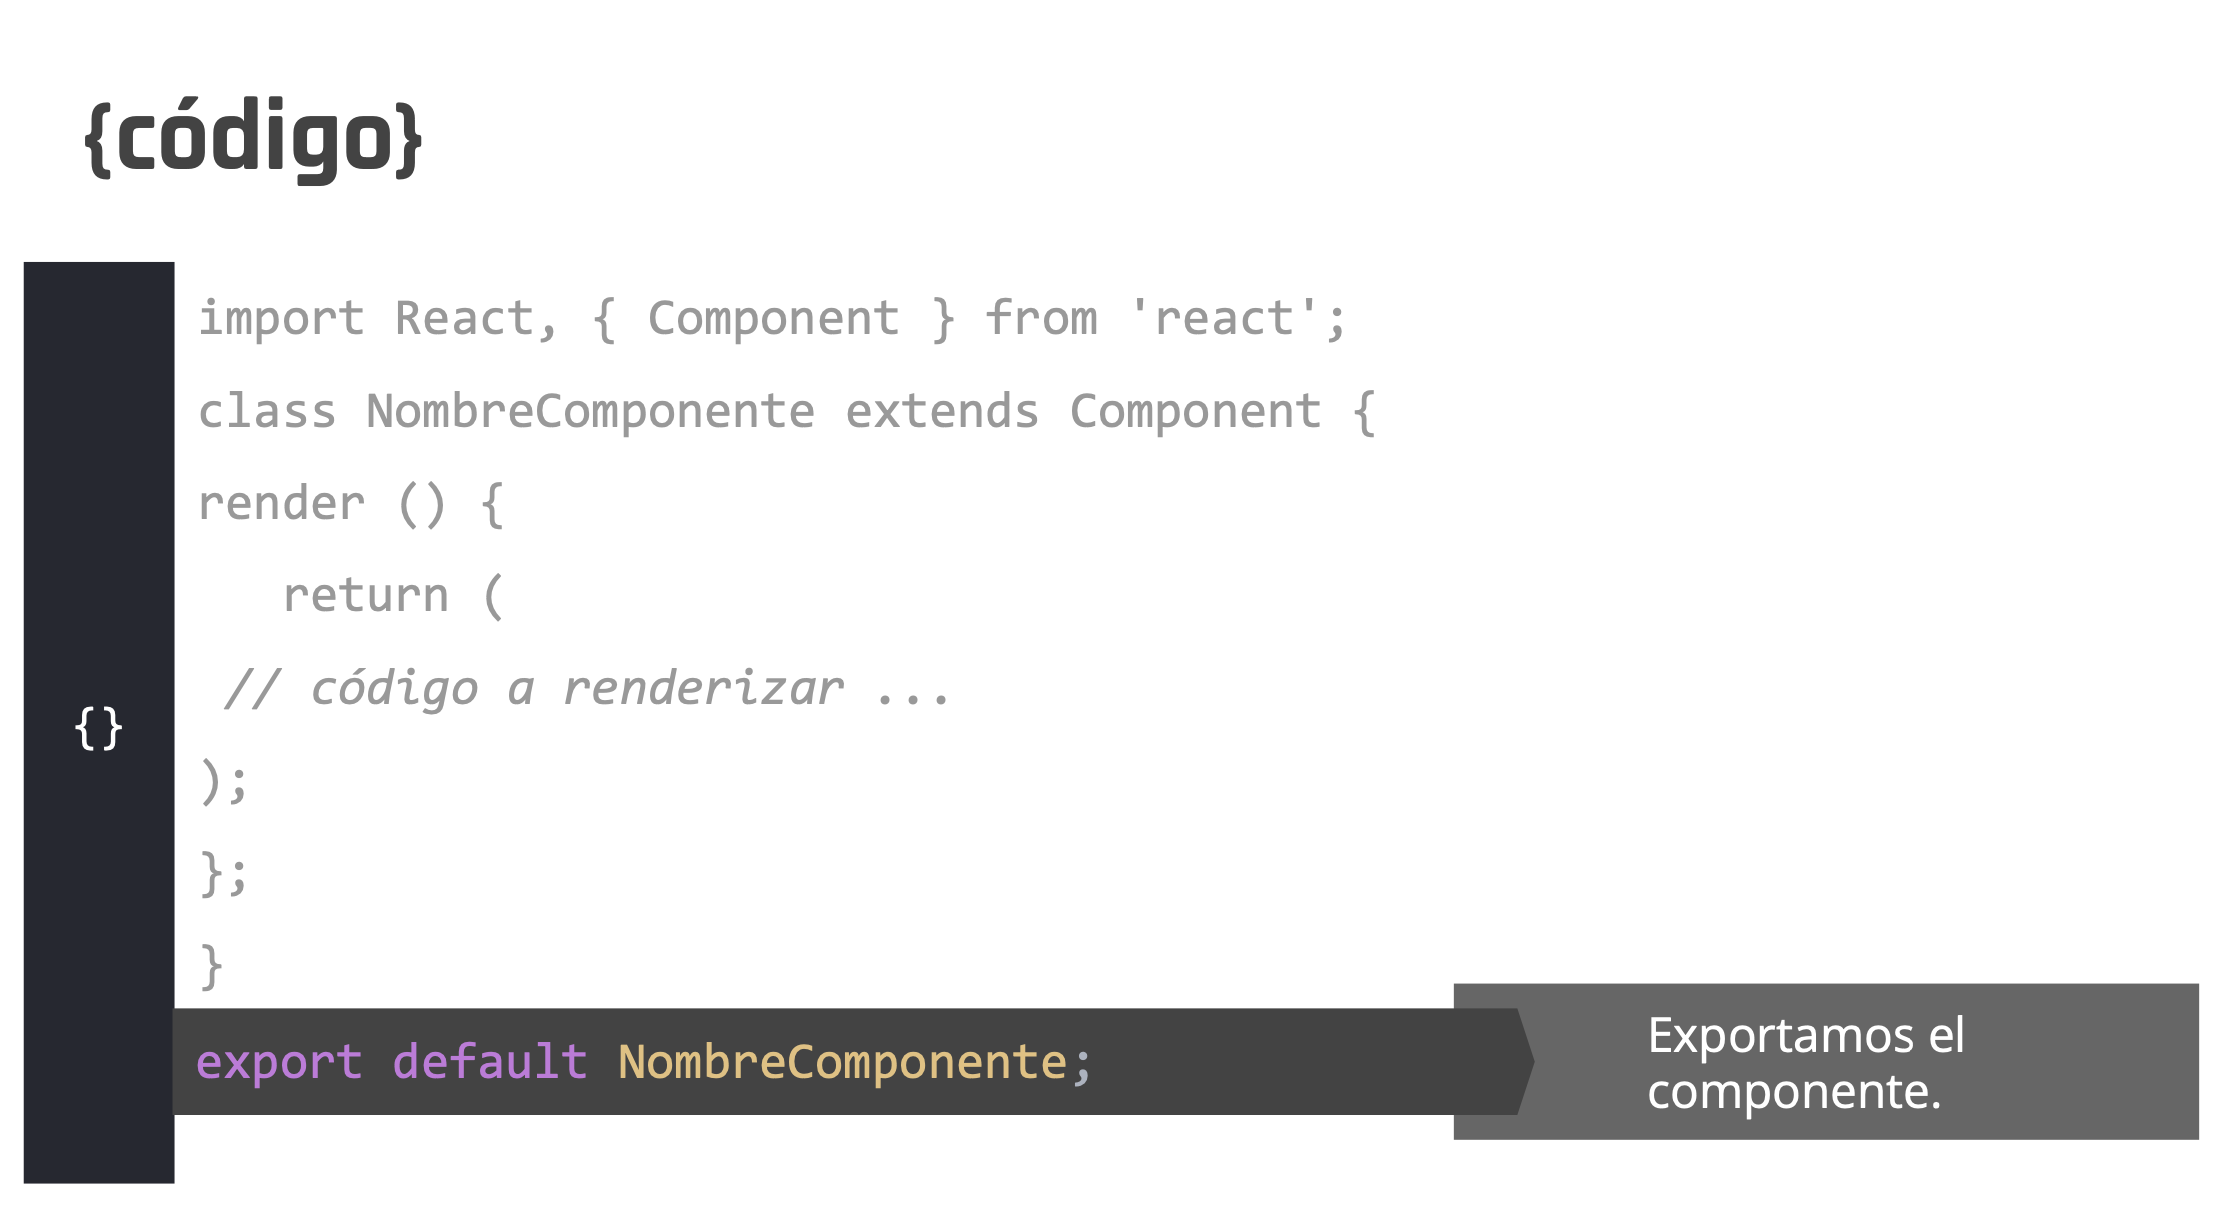 {código}
import React, { Component } from 'react';
class NombreComponente extends Component {
render () {
   return (
 // código a renderizar ...
{}
);
};
}
export default NombreComponente;
Exportamos el
componente.